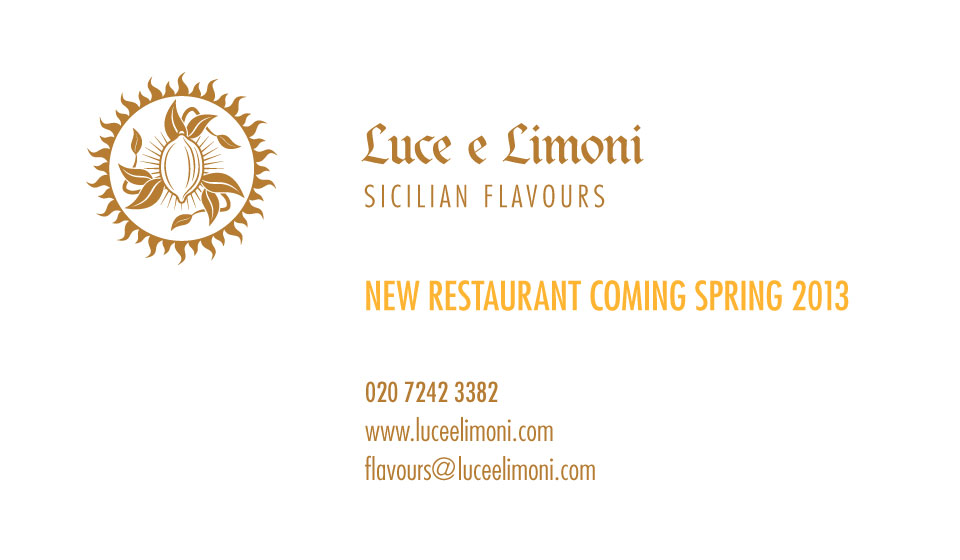 Luce e Limoni
SICILIAN FLAVOURS
NEW RESTAURANT COMING SPRING 2013
020 7242 3382
www.luceelimoni.com
flavours@luceelimoni.com